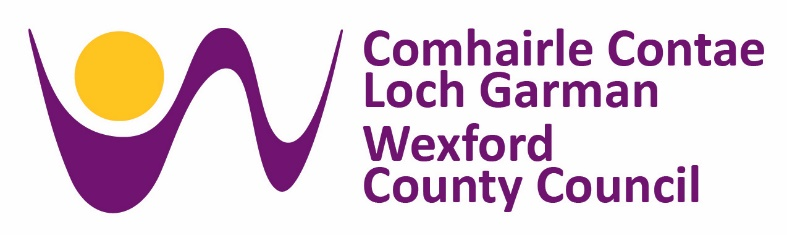 Comhairle Contae
Loch Garman
Wexford
County Council